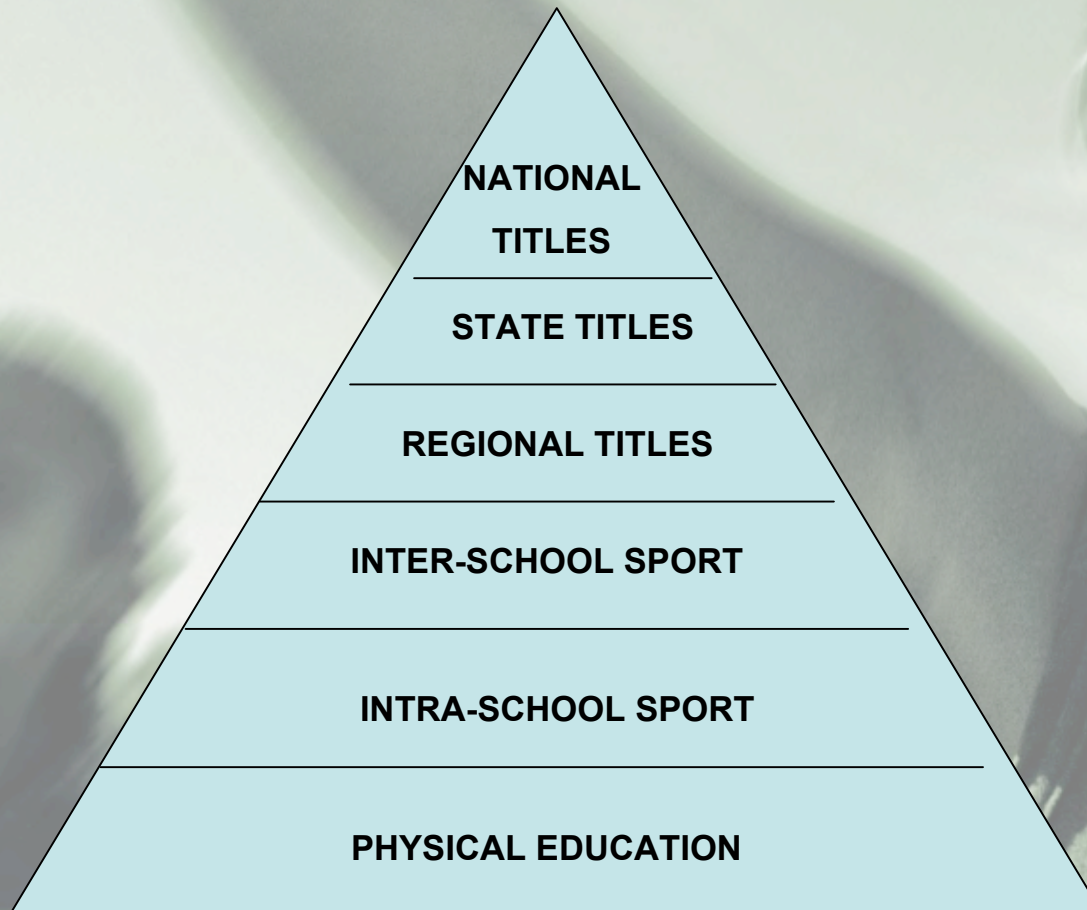 NATIONAL
TITLES
STATE TITLES
REGIONAL TITLES
INTER-SCHOOL SPORT
INTRA-SCHOOL SPORT
PHYSICAL EDUCATION